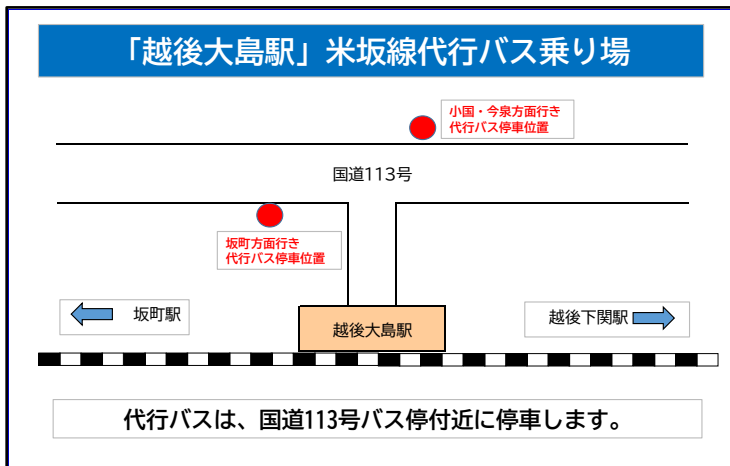 「越後大島駅」米坂線代行バス乗り場
小国・今泉方面行き
代行バス停車位置
国道113号
坂町方面行き
代行バス停車位置
坂町駅
越後大島駅
越後下関駅
代行バスは、国道113号バス停付近に停車します。